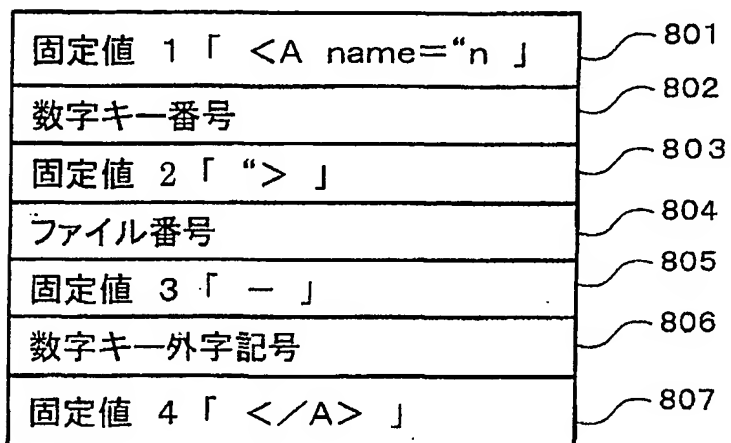 固定値 1「 <A name=“n 」 801
数字キー番号 802
固定値 2「 “> 」 803
ファイル番号 804
固定値 3「 － 」 805
数字キー外字記号 806
固定値 4「 </A> 」 807